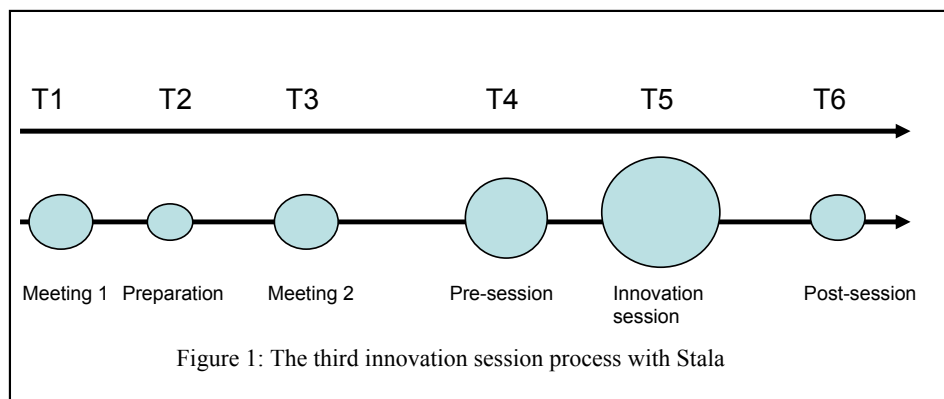 T1 T2 T3 T4 T5 T6
Meeting 1 Preparation Meeting 2 Pre-session Innovation Post-session
session
Figure 1: The third innovation session process with Stala